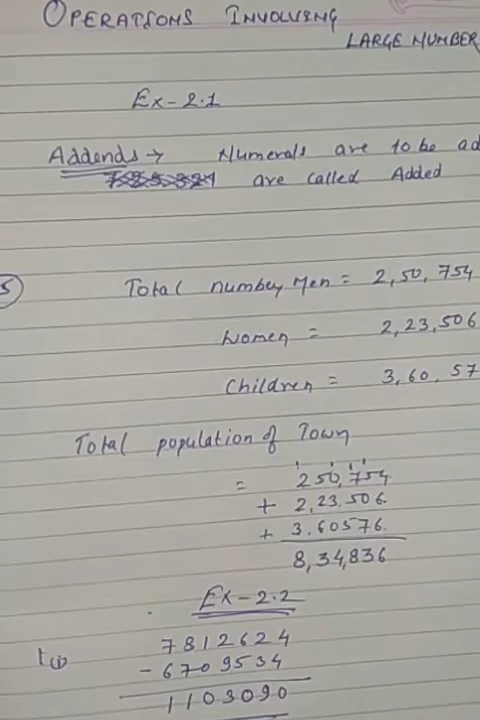 OPERATIONS INVOLVING
LARGE NUMBER
Ex-2.1
Addends → Numerals are to be ad
are called Added
5
Total number Men = 2,50,754
Women = 2,23,506
Children = 3,60,57
Total population of Town
= 250,754
+ 2,23,506
+ 3,60576
8,34,836
Ex-2.2
1 (i) 7812624
- 6709534
1103090